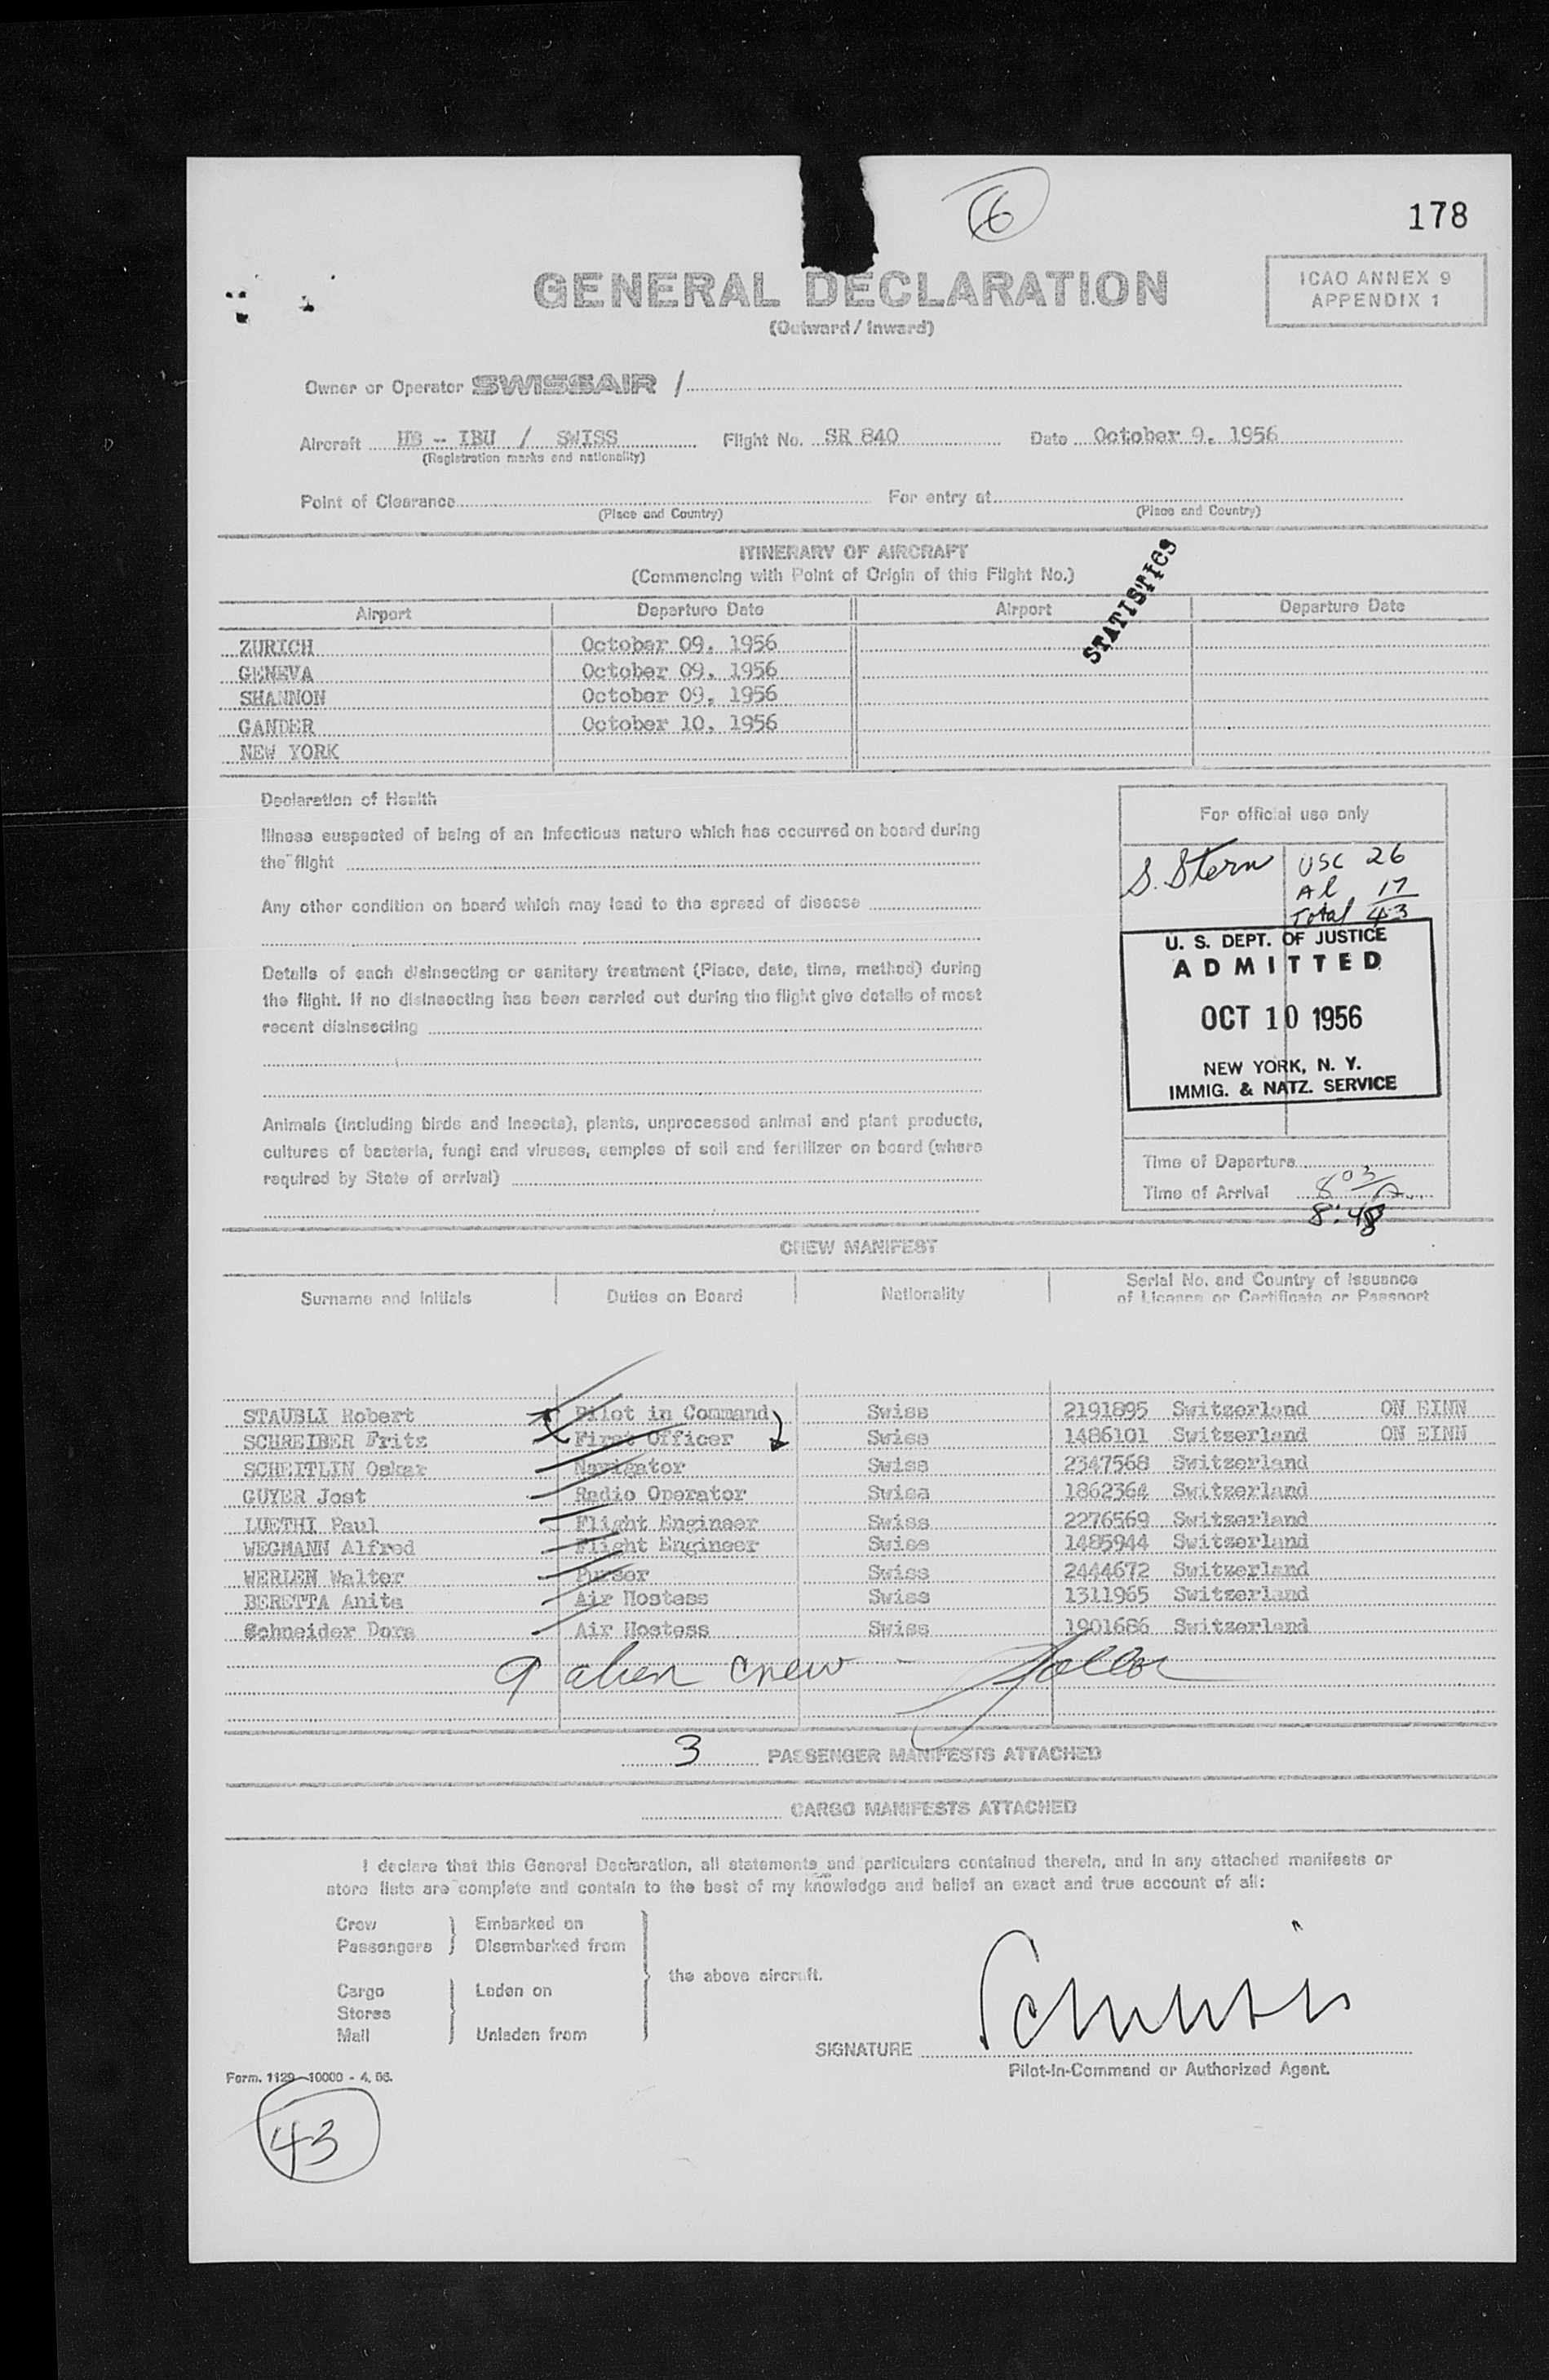 6
178
GENERAL DECLARATION
(Outward / Inward)
ICAO ANNEX 9
APPENDIX 1
Owner or Operator SWISSAIR /
Aircraft HB - IBU / SWISS Flight No. SR 840 Date October 9. 1956
(Registration marks and nationality)
Point of Clearance For entry at
(Place and Country) (Place and Country)
ITINERARY OF AIRCRAFT
(Commencing with Point of Origin of this Flight No.)
STATISTICS
Airport Departure Date Airport Departure Date
ZURICH October 09. 1956
GENEVA October 09. 1956
SHANNON October 09. 1956
GANDER October 10. 1956
NEW YORK
Declaration of Health
Illness suspected of being of an infectious nature which has occurred on board during
the flight
Any other condition on board which may lead to the spread of disease
Details of each disinsecting or sanitary treatment (Place, date, time, method) during
the flight. If no disinsecting has been carried out during the flight give details of most
recent disinsecting
Animals (including birds and insects), plants, unprocessed animal and plant products,
cultures of bacteria, fungi and viruses, samples of soil and fertilizer on board (where
required by State of arrival)
For official use only
S. Stern USC 26
Al 17
Total 43
U. S. DEPT. OF JUSTICE
ADMITTED
OCT 10 1956
NEW YORK, N. Y.
IMMIG. & NATZ. SERVICE
Time of Departure
Time of Arrival 8 03
8:48
CREW MANIFEST
Surname and Initials Duties on Board Nationality Serial No. and Country of Issuance
of Licence or Certificate or Passport
STAUBLI Robert Pilot in Command Swiss 2191895 Switzerland ON EINN
SCHREIBER Fritz First Officer Swiss 1486101 Switzerland ON EINN
SCHEITLIN Oskar Navigator Swiss 2347568 Switzerland
GUYER Jost Radio Operator Swiss 1862364 Switzerland
LUETHI Paul Flight Engineer Swiss 2276569 Switzerland
WEGMANN Alfred Flight Engineer Swiss 1485944 Switzerland
WERLEN Walter Purser Swiss 2444672 Switzerland
BERETTA Anita Air Hostess Swiss 1311965 Switzerland
Schneider Dora Air Hostess Swiss 1901686 Switzerland
9 alien crew -
3 PASSENGER MANIFESTS ATTACHED
CARGO MANIFESTS ATTACHED
I declare that this General Declaration, all statements and particulars contained therein, and in any attached manifests or
store lists are complete and contain to the best of my knowledge and belief an exact and true account of all:
Crew Embarked on
Passengers Disembarked from
the above aircraft.
Cargo Laden on
Stores
Mail Unladen from
SIGNATURE
Pilot-in-Command or Authorized Agent.
Form. 1129 - 10000 - 4. 56.
43